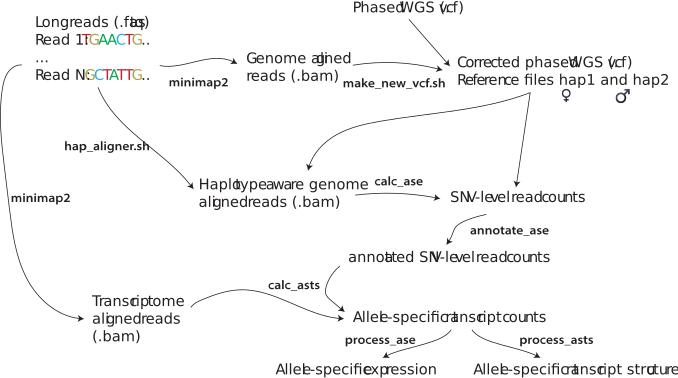 Phased WGS (.vcf)
Longreads (.fastq)
Read 1: TGAACTG...
...
Read N: GCTATTG...
Genome aligned
reads (.bam)
minimap2
make_new_vcf.sh
Corrected phased WGS (.vcf)
Reference files hap1 and hap2
♀ ♂
hap_aligner.sh
minimap2
Haplotype aware genome
aligned reads (.bam)
calc_ase
SNV-level read counts
annotate_ase
annotated SNV-level read counts
calc_asts
Transcriptome
aligned reads
(.bam)
Allele-specific transcript counts
process_ase
process_asts
Allele-specific expression
Allele-specific transcript structure